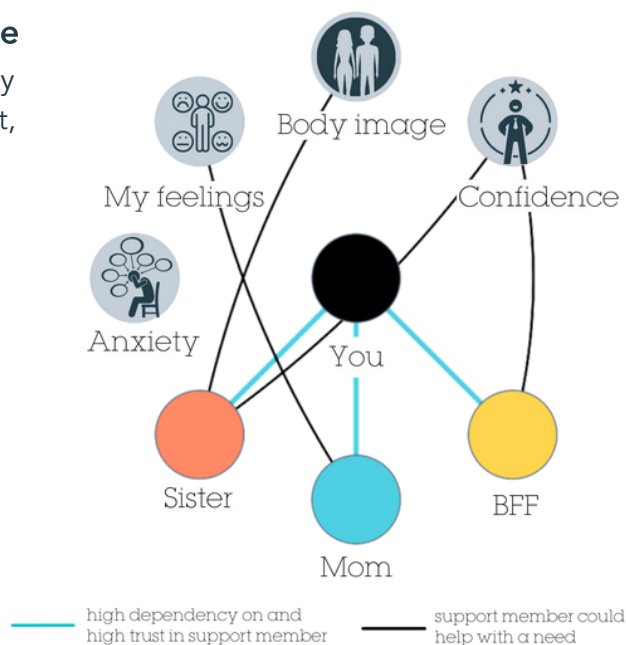 e
y
t,
Body image
My feelings
Confidence
Anxiety
You
Sister
BFF
Mom
high dependency on and
high trust in support member
support member could
help with a need